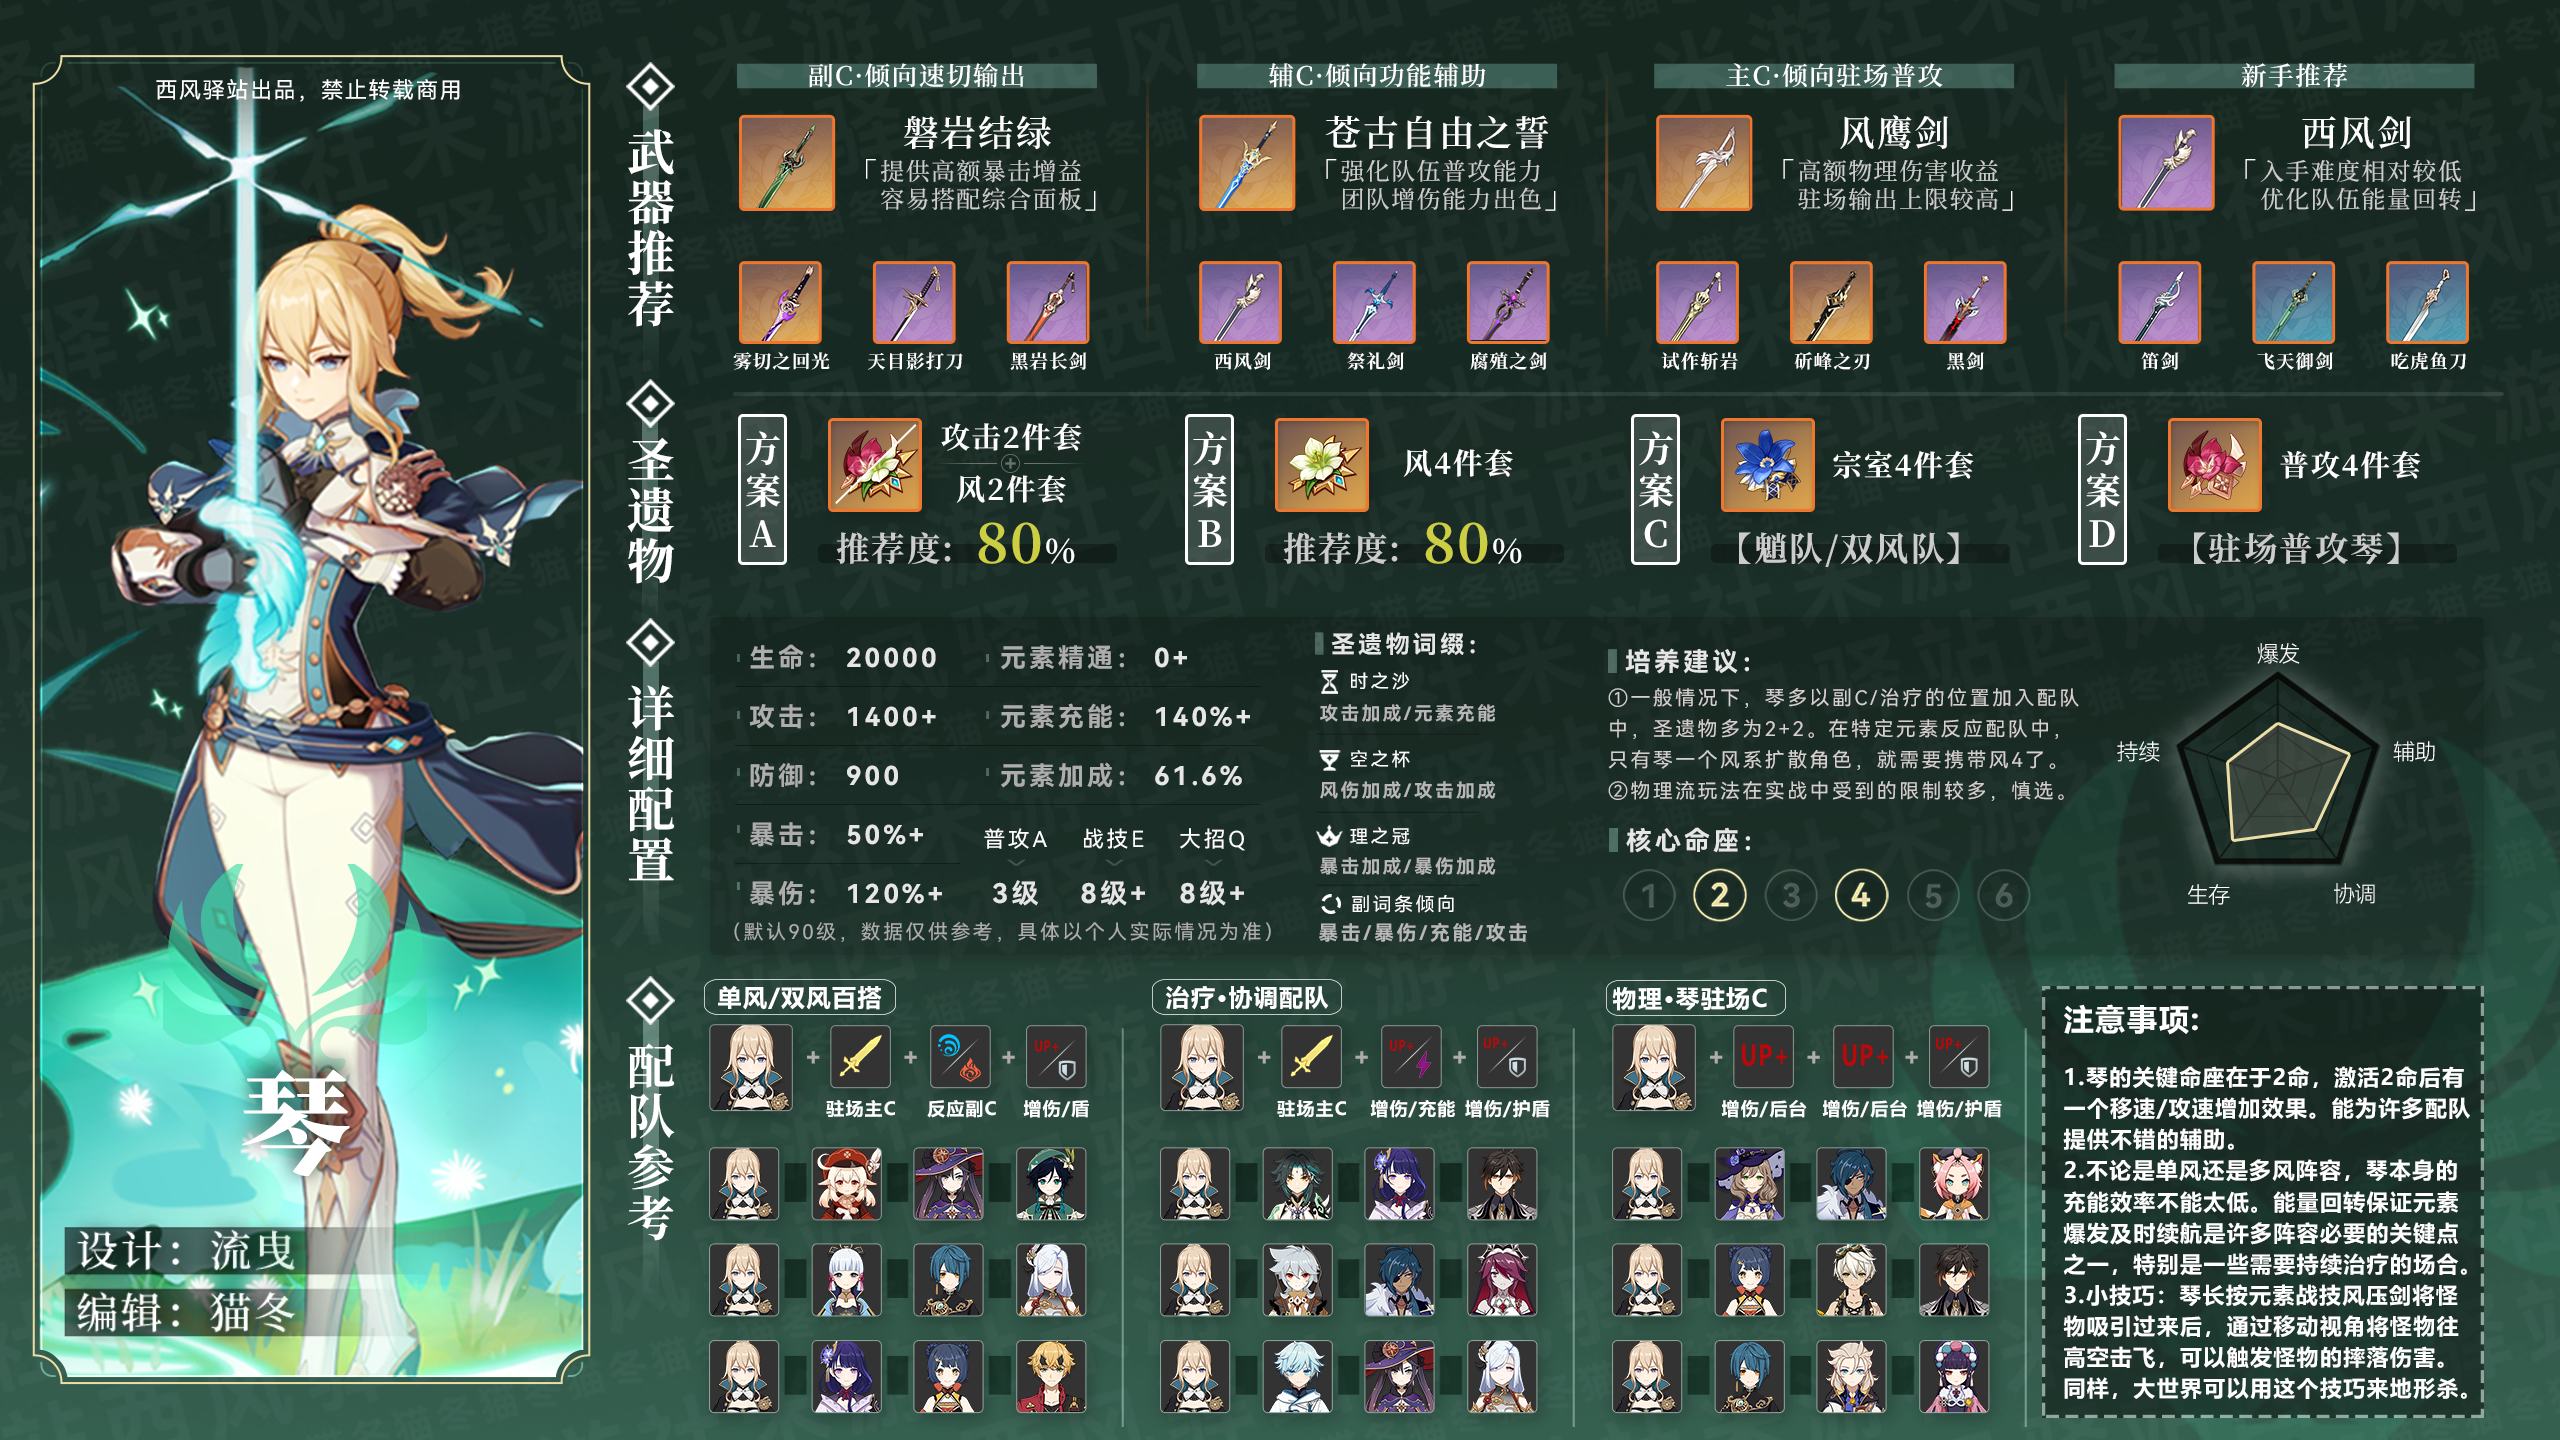 西风驿站出品，禁止转载商用
琴
设计：流曳
编辑：猫冬
武器推荐
副C·倾向速切输出
磐岩结绿
「提供高额暴击增益
容易搭配综合面板」
雾切之回光
天目影打刀
黑岩长剑
辅C·倾向功能辅助
苍古自由之誓
「强化队伍普攻能力
团队增伤能力出色」
西风剑
祭礼剑
腐殖之剑
主C·倾向驻场普攻
风鹰剑
「高额物理伤害收益
驻场输出上限较高」
试作斩岩
斫峰之刃
黑剑
新手推荐
西风剑
「入手难度相对较低
优化队伍能量回转」
笛剑
飞天御剑
吃虎鱼刀
圣遗物
方案A
攻击2件套
风2件套
推荐度：80%
方案B
风4件套
推荐度：80%
方案C
宗室4件套
【魈队/双风队】
方案D
普攻4件套
【驻场普攻琴】
详细配置
生命： 20000 元素精通： 0+
攻击： 1400+ 元素充能： 140%+
防御： 900 元素加成： 61.6%
暴击： 50%+ 普攻A 战技E 大招Q
暴伤： 120%+ 3级 8级+ 8级+
（默认90级，数据仅供参考，具体以个人实际情况为准）
圣遗物词缀：
时之沙
攻击加成/元素充能
空之杯
风伤加成/攻击加成
理之冠
暴击加成/暴伤加成
副词条倾向
暴击/暴伤/充能/攻击
培养建议：
①一般情况下，琴多以副C/治疗的位置加入配队
中，圣遗物多为2+2。在特定元素反应配队中，
只有琴一个风系扩散角色，就需要携带风4了。
②物理流玩法在实战中受到的限制较多，慎选。
核心命座：
1 2 3 4 5 6
爆发
持续
辅助
生存
协调
配队参考
单风/双风百搭
UP+
驻场主C 反应副C 增伤/盾
治疗·协调配队
UP+ UP+
驻场主C 增伤/充能 增伤/护盾
物理·琴驻场C
UP+ UP+ UP+
增伤/后台 增伤/后台 增伤/护盾
注意事项：
1.琴的关键命座在于2命，激活2命后有
一个移速/攻速增加效果。能为许多配队
提供不错的辅助。
2.不论是单风还是多风阵容，琴本身的
充能效率不能太低。能量回转保证元素
爆发及时续航是许多阵容必要的关键点
之一，特别是一些需要持续治疗的场合。
3.小技巧：琴长按元素战技风压剑将怪
物吸引过来后，通过移动视角将怪物往
高空击飞，可以触发怪物的摔落伤害。
同样，大世界可以用这个技巧来地形杀。